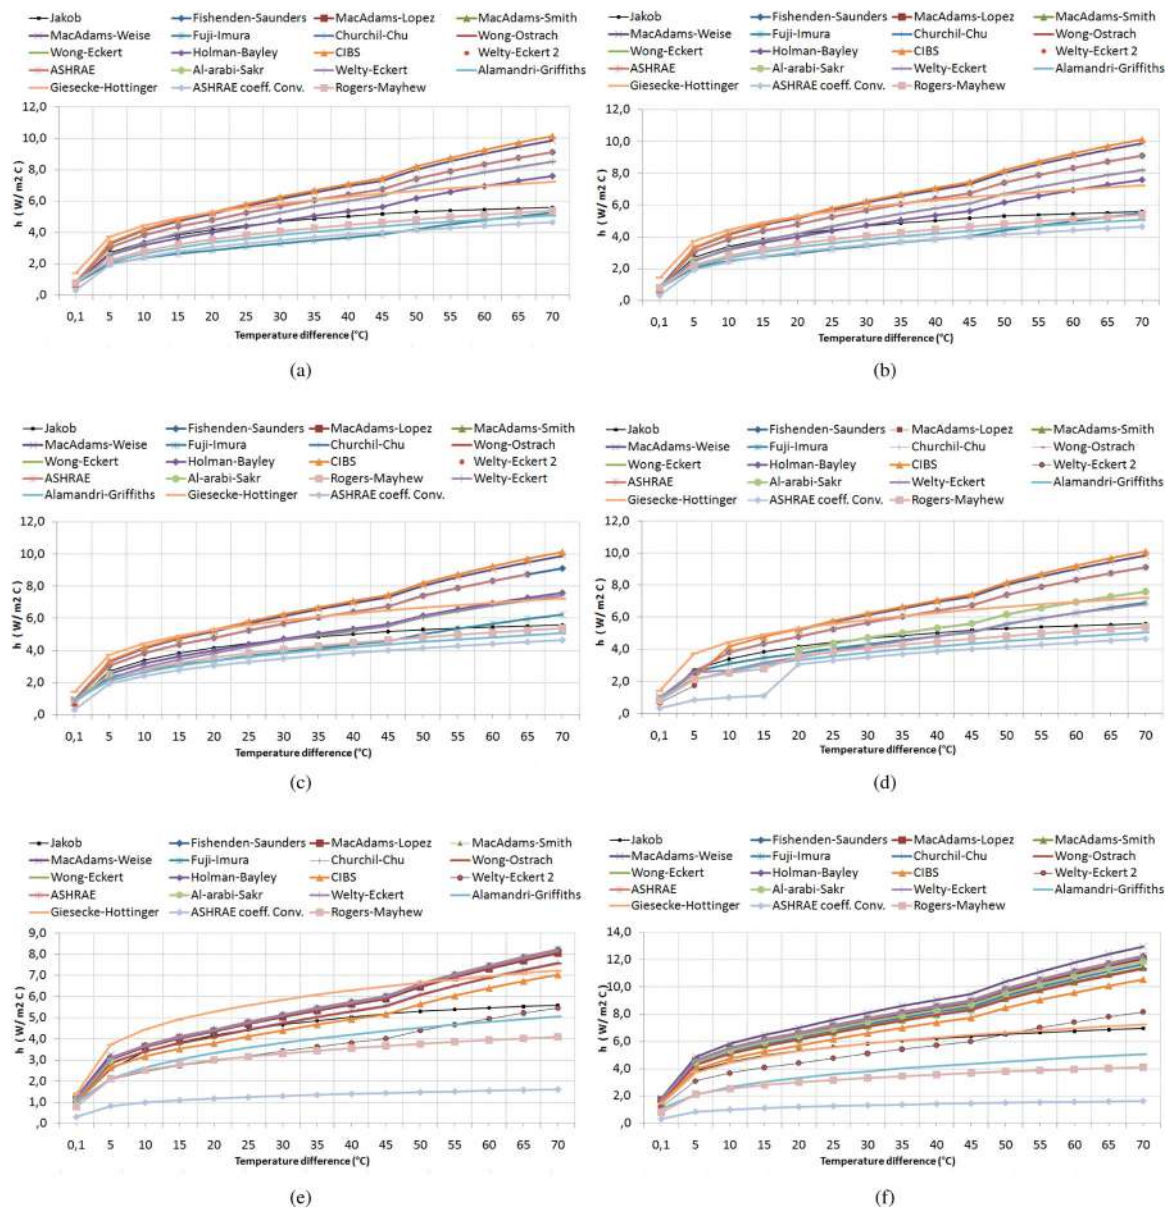 Jakob Fishenden-Saunders MacAdams-Lopez MacAdams-Smith
MacAdams-Weise Fuji-Imura Churchil-Chu Wong-Ostrach
Wong-Eckert Holman-Bayley CIBS Welty-Eckert 2
ASHRAE Al-arabi-Sakr Welty-Eckert Alamandri-Griffiths
Giesecke-Hottinger ASHRAE coeff. Conv. Rogers-Mayhew
h ( W/ m2 C )
12,0
10,0
8,0
6,0
4,0
2,0
,0
0,1 5 10 15 20 25 30 35 40 45 50 55 60 65 70
Temperature difference (°C)
(a)
Jakob Fishenden-Saunders MacAdams-Lopez MacAdams-Smith
MacAdams-Weise Fuji-Imura Churchil-Chu Wong-Ostrach
Wong-Eckert Holman-Bayley CIBS Welty-Eckert 2
ASHRAE Al-arabi-Sakr Welty-Eckert Alamandri-Griffiths
Giesecke-Hottinger ASHRAE coeff. Conv. Rogers-Mayhew
h ( W/ m2 C )
12,0
10,0
8,0
6,0
4,0
2,0
,0
0,1 5 10 15 20 25 30 35 40 45 50 55 60 65 70
Temperature difference (°C)
(b)
Jakob Fishenden-Saunders MacAdams-Lopez MacAdams-Smith
MacAdams-Weise Fuji-Imura Churchil-Chu Wong-Ostrach
Wong-Eckert Holman-Bayley CIBS Welty-Eckert 2
ASHRAE Al-arabi-Sakr Rogers-Mayhew Welty-Eckert
Alamandri-Griffiths Giesecke-Hottinger ASHRAE coeff. Conv.
h ( W/ m2 C )
12,0
10,0
8,0
6,0
4,0
2,0
,0
0,1 5 10 15 20 25 30 35 40 45 50 55 60 65 70
Temperature difference (°C)
(c)
Jakob Fishenden-Saunders MacAdams-Lopez MacAdams-Smith
MacAdams-Weise Fuji-Imura Churchil-Chu Wong-Ostrach
Wong-Eckert Holman-Bayley CIBS Welty-Eckert 2
ASHRAE Al-arabi-Sakr Welty-Eckert Alamandri-Griffiths
Giesecke-Hottinger ASHRAE coeff. Conv. Rogers-Mayhew
h ( W/ m2 C )
12,0
10,0
8,0
6,0
4,0
2,0
,0
0,1 5 10 15 20 25 30 35 40 45 50 55 60 65 70
Temperature difference (°C)
(d)
Jakob Fishenden-Saunders MacAdams-Lopez MacAdams-Smith
MacAdams-Weise Fuji-Imura Churchil-Chu Wong-Ostrach
Wong-Eckert Holman-Bayley CIBS Welty-Eckert 2
ASHRAE Al-arabi-Sakr Welty-Eckert Alamandri-Griffiths
Giesecke-Hottinger ASHRAE coeff. Conv. Rogers-Mayhew
h ( W/ m2 C )
9,0
8,0
7,0
6,0
5,0
4,0
3,0
2,0
1,0
,0
0,1 5 10 15 20 25 30 35 40 45 50 55 60 65 70
Temperature difference (°C)
(e)
Jakob Fishenden-Saunders MacAdams-Lopez MacAdams-Smith
MacAdams-Weise Fuji-Imura Churchil-Chu Wong-Ostrach
Wong-Eckert Holman-Bayley CIBS Welty-Eckert 2
ASHRAE Al-arabi-Sakr Welty-Eckert Alamandri-Griffiths
Giesecke-Hottinger ASHRAE coeff. Conv. Rogers-Mayhew
h ( W/ m2 C )
14,0
12,0
10,0
8,0
6,0
4,0
2,0
,0
0,1 5 10 15 20 25 30 35 40 45 50 55 60 65 70
Temperature difference (°C)
(f)